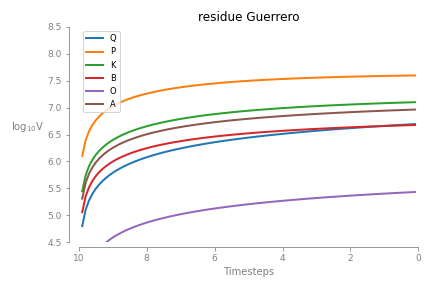 residue Guerrero
8.5
8.0
7.5
7.0
6.5
6.0
5.5
5.0
4.5
log₁₀V
Q
P
K
B
O
A
10 8 6 4 2 0
Timesteps